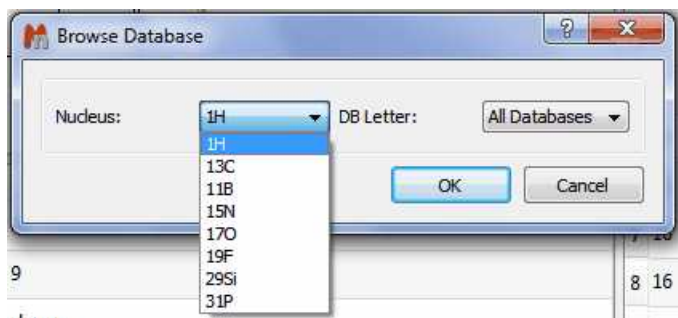 Browse Database
Nucleus: 1H DB Letter: All Databases
1H
13C
11B
15N
17O
19F
29Si
31P
OK Cancel
9
8 16